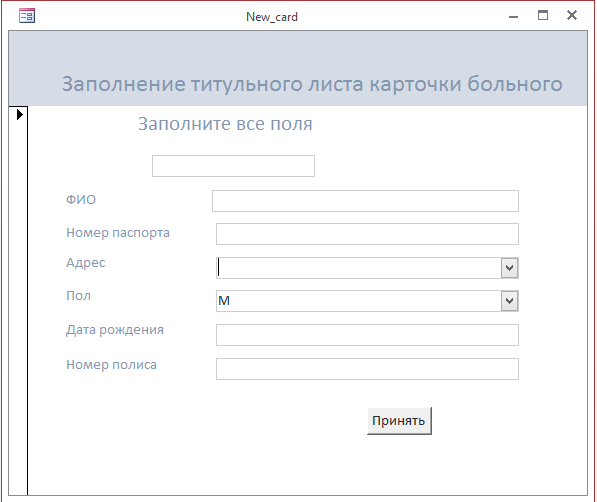 New_card
Заполнение титульного листа карточки больного
Заполните все поля
ФИО
Номер паспорта
Адрес
Пол М
Дата рождения
Номер полиса
Принять